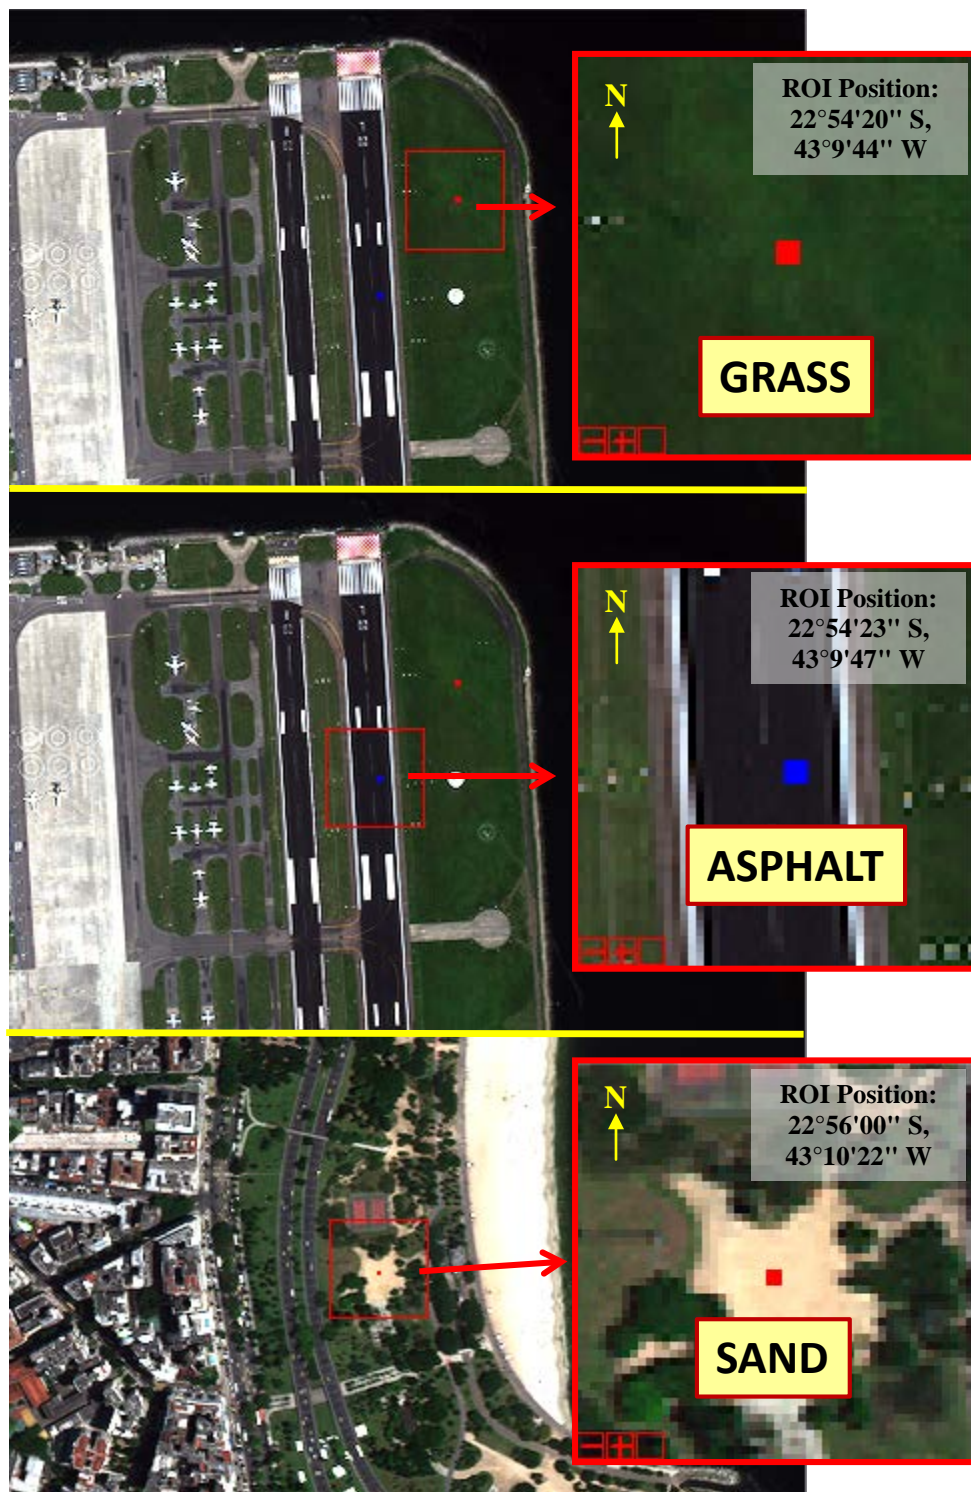 ROI Position:
22°54'20" S,
43°9'44" W
N
GRASS
ROI Position:
22°54'23" S,
43°9'47" W
N
ASPHALT
ROI Position:
22°56'00" S,
43°10'22" W
N
SAND